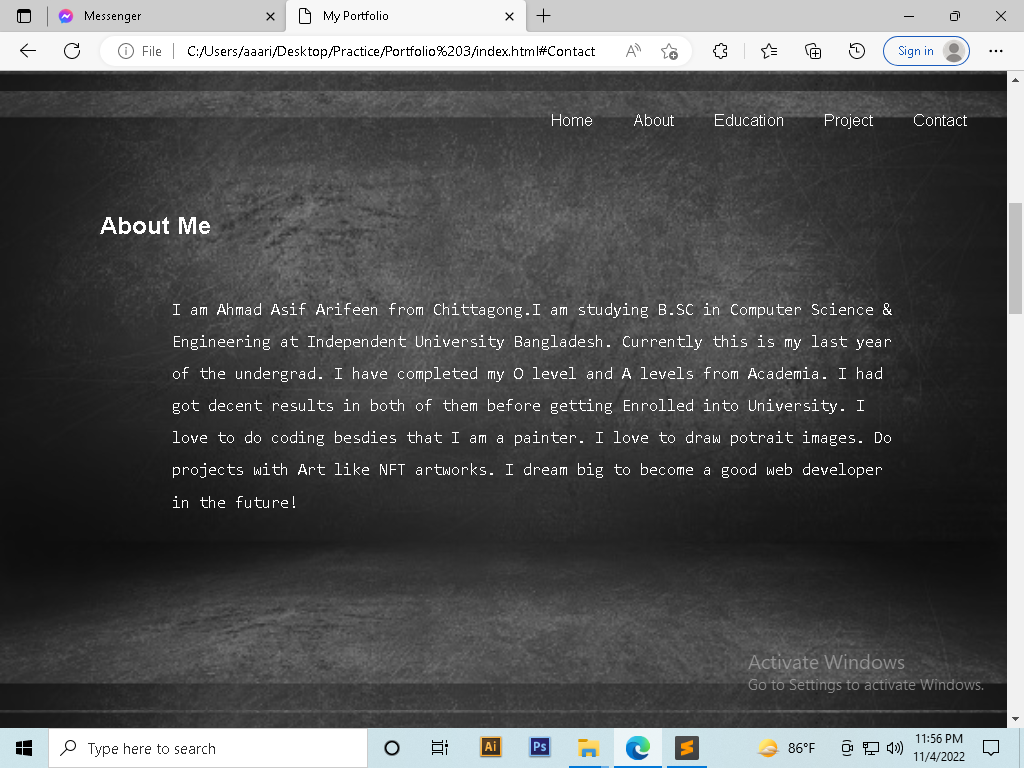 Messenger
My Portfolio
File
C:/Users/aaari/Desktop/Practice/Portfolio%203/index.html#Contact
Sign in
Home About Education Project Contact
About Me
I am Ahmad Asif Arifeen from Chittagong.I am studying B.SC in Computer Science &
Engineering at Independent University Bangladesh. Currently this is my last year
of the undergrad. I have completed my O level and A levels from Academia. I had
got decent results in both of them before getting Enrolled into University. I
love to do coding besdies that I am a painter. I love to draw potrait images. Do
projects with Art like NFT artworks. I dream big to become a good web developer
in the future!
Activate Windows
Go to Settings to activate Windows.
Type here to search
Ai
Ps
86°F
11:56 PM
11/4/2022